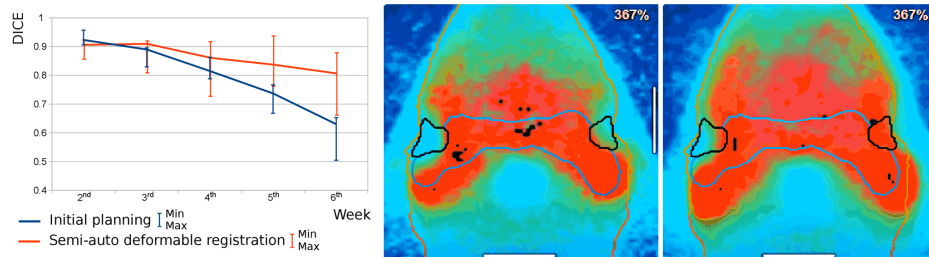 DICE
1
0.9
0.8
0.7
0.6
0.5
0.4
2nd 3rd 4th 5th 6th
Week
Initial planning Min
Max
Semi-auto deformable registration Min
Max
367%
367%